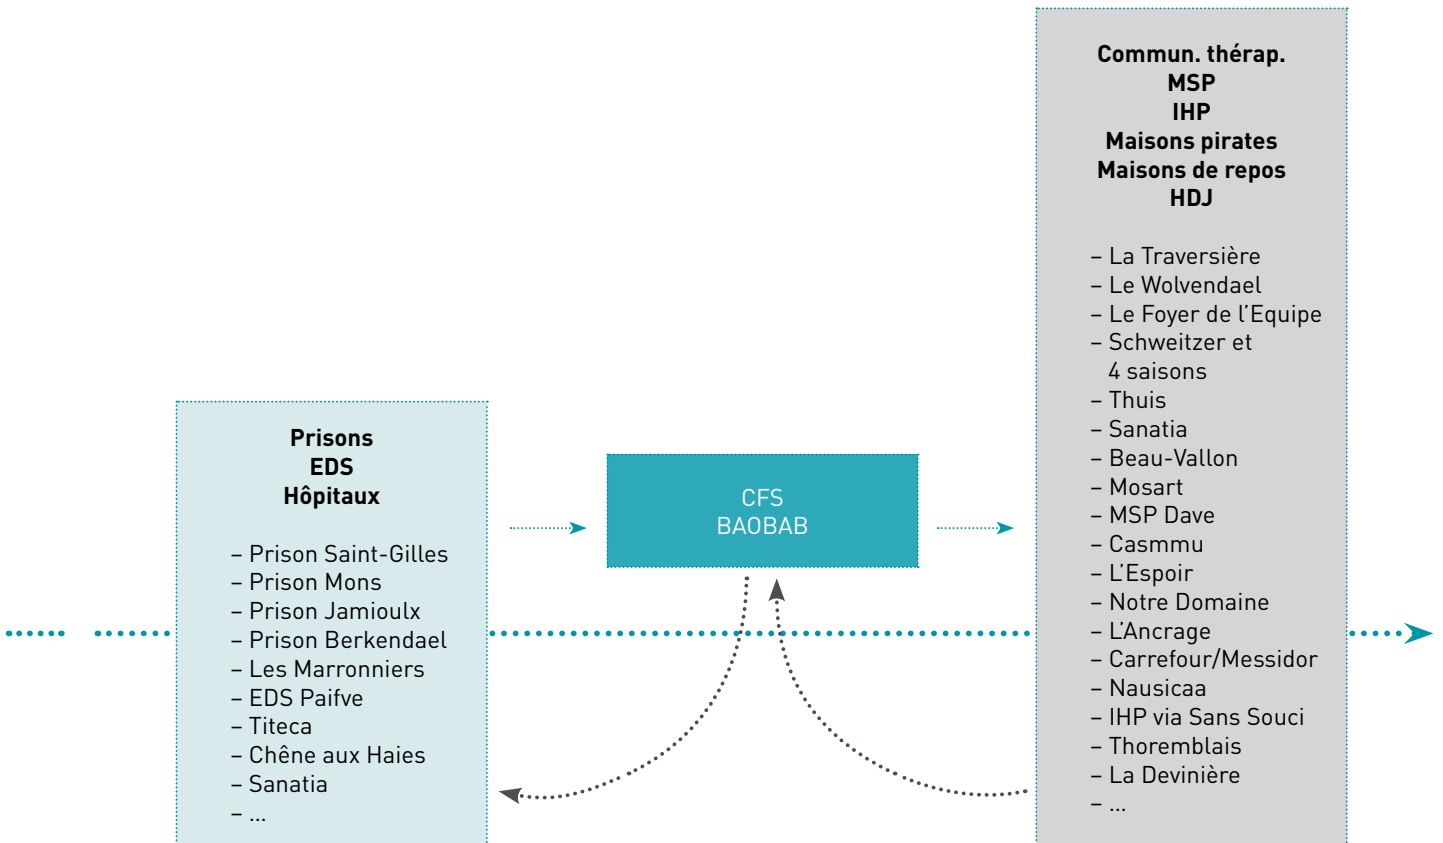 Prisons
EDS
Hôpitaux
– Prison Saint-Gilles
– Prison Mons
– Prison Jamioulx
– Prison Berkendael
– Les Marronniers
– EDS Paifve
– Titeca
– Chêne aux Haies
– Sanatia
– ...
CFS
BAOBAB
Commun. thérap.
MSP
IHP
Maisons pirates
Maisons de repos
HDJ
– La Traversière
– Le Wolvendael
– Le Foyer de l’Equipe
– Schweitzer et
4 saisons
– Thuis
– Sanatia
– Beau-Vallon
– Mosart
– MSP Dave
– Casmmu
– L’Espoir
– Notre Domaine
– L’Ancrage
– Carrefour/Messidor
– Nausicaa
– IHP via Sans Souci
– Thoremblais
– La Devinière
– ...